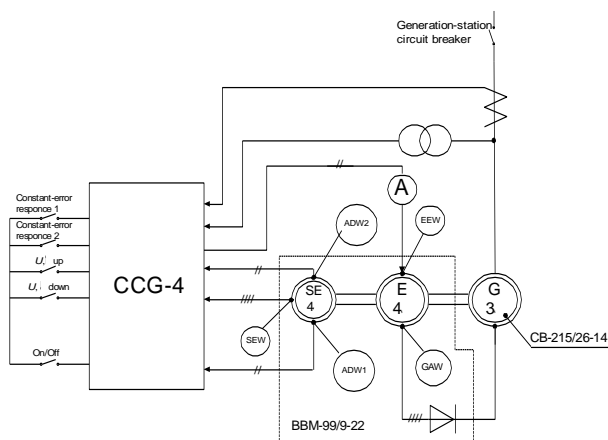 Generation-station
circuit breaker
A
Constant-error
responce 1
Constant-error
responce 2
U, up
U, down
On/Off
CCG-4
ADW2
EEW
SE
4
E
4
G
3
SEW
ADW1
GAW
CB-215/26-14
BBM-99/9-22